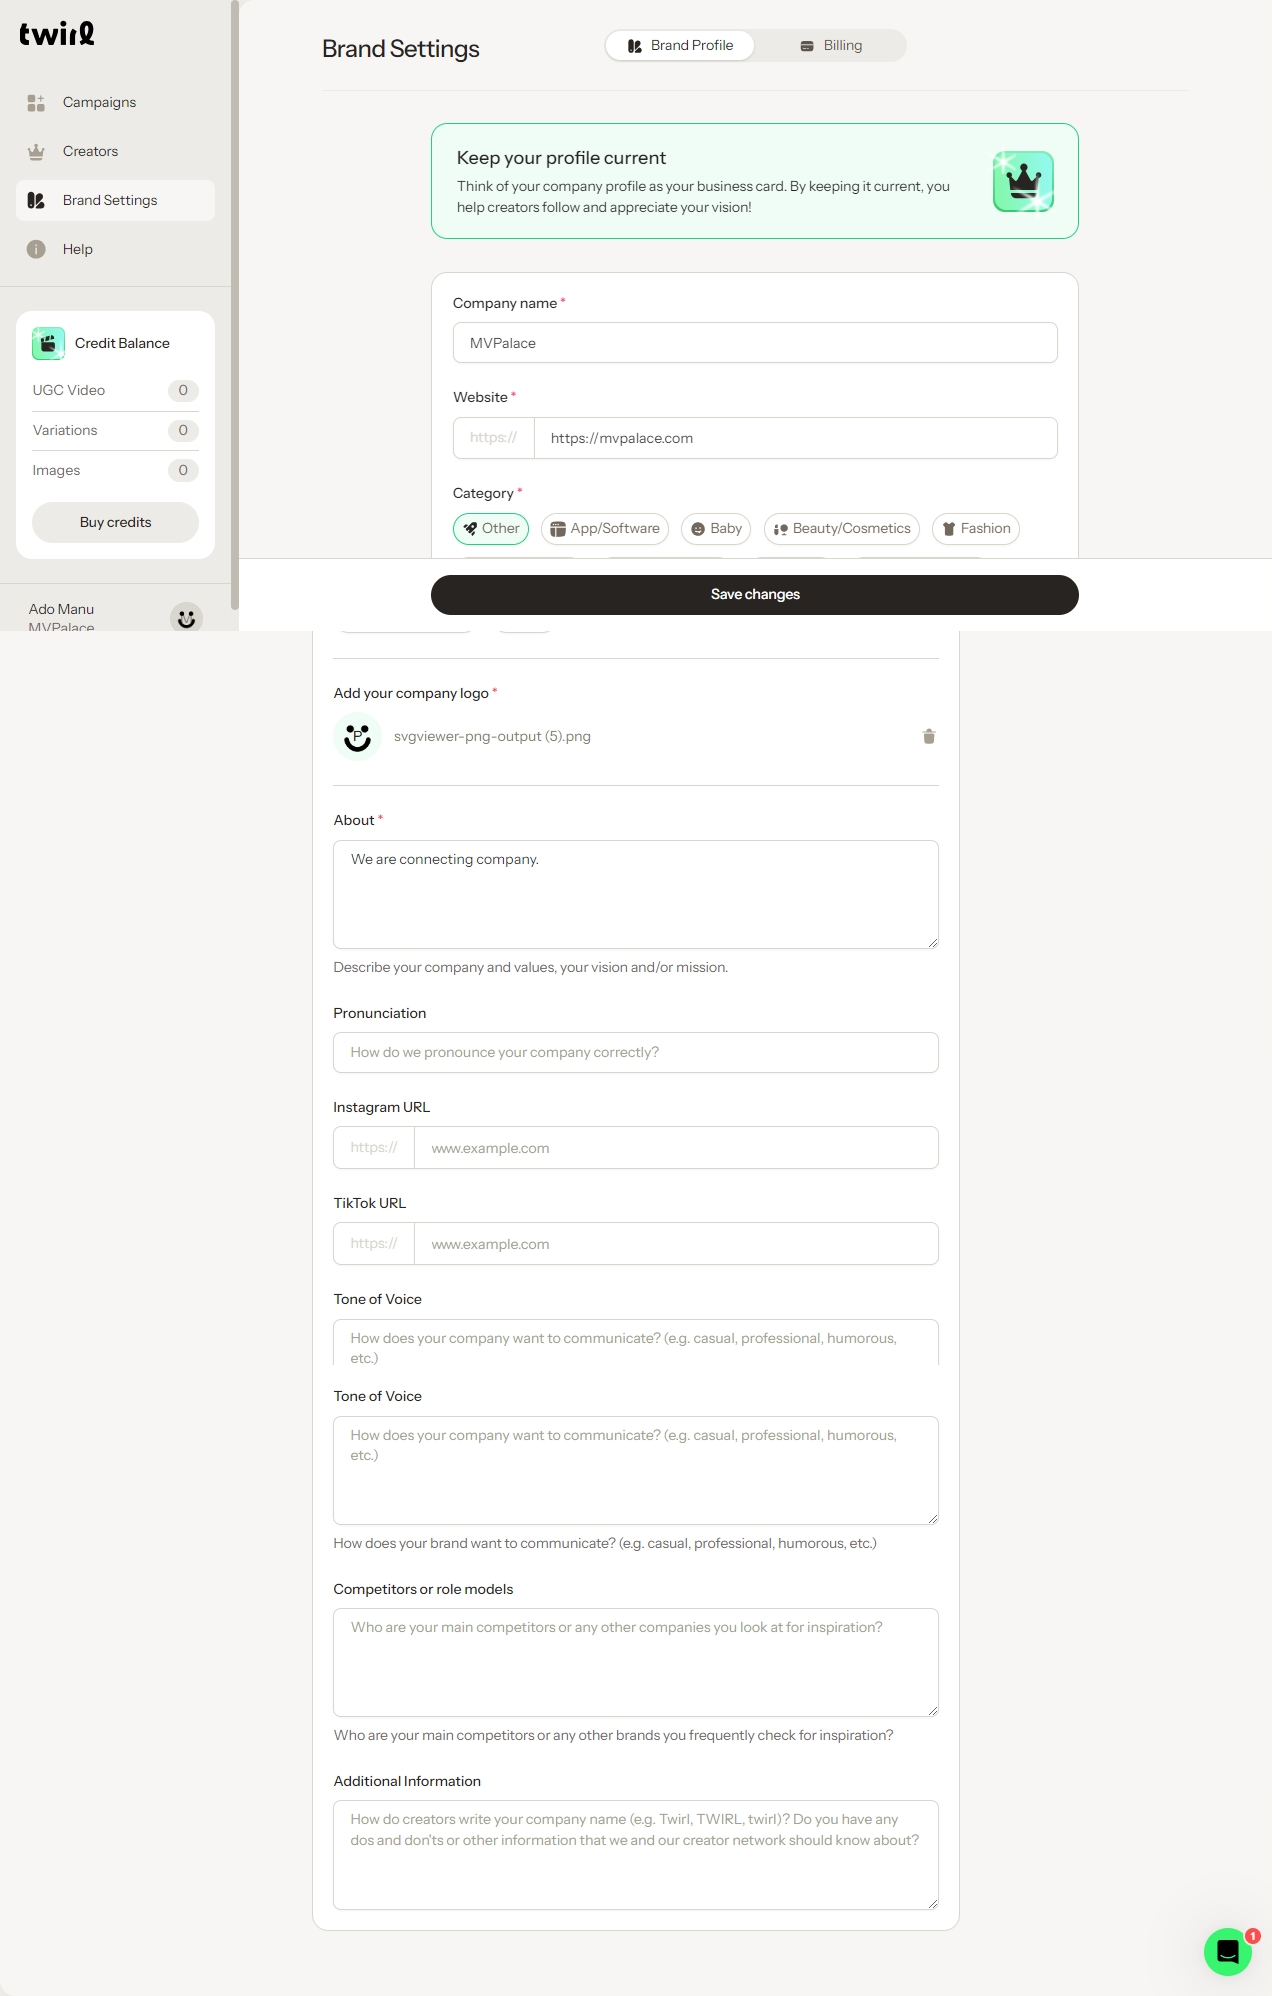 twirl
Campaigns
Creators
Brand Settings
Help
Credit Balance
UGC Video 0
Variations 0
Images 0
Buy credits
Ado Manu
MVPalace
Brand Settings
Brand Profile
Billing
Keep your profile current
Think of your company profile as your business card. By keeping it current, you
help creators follow and appreciate your vision!
Company name *
MVPalace
Website *
https:// https://mvpalace.com
Category *
Other App/Software Baby Beauty/Cosmetics Fashion
Save changes
Add your company logo *
P
svgviewer-png-output (5).png
About *
We are connecting company.
Describe your company and values, your vision and/or mission.
Pronunciation
How do we pronounce your company correctly?
Instagram URL
https:// www.example.com
TikTok URL
https:// www.example.com
Tone of Voice
How does your company want to communicate? (e.g. casual, professional, humorous,
etc.)
Tone of Voice
How does your company want to communicate? (e.g. casual, professional, humorous,
etc.)
How does your brand want to communicate? (e.g. casual, professional, humorous, etc.)
Competitors or role models
Who are your main competitors or any other companies you look at for inspiration?
Who are your main competitors or any other brands you frequently check for inspiration?
Additional Information
How do creators write your company name (e.g. Twirl, TWIRL, twirl)? Do you have any
dos and don'ts or other information that we and our creator network should know about?
1